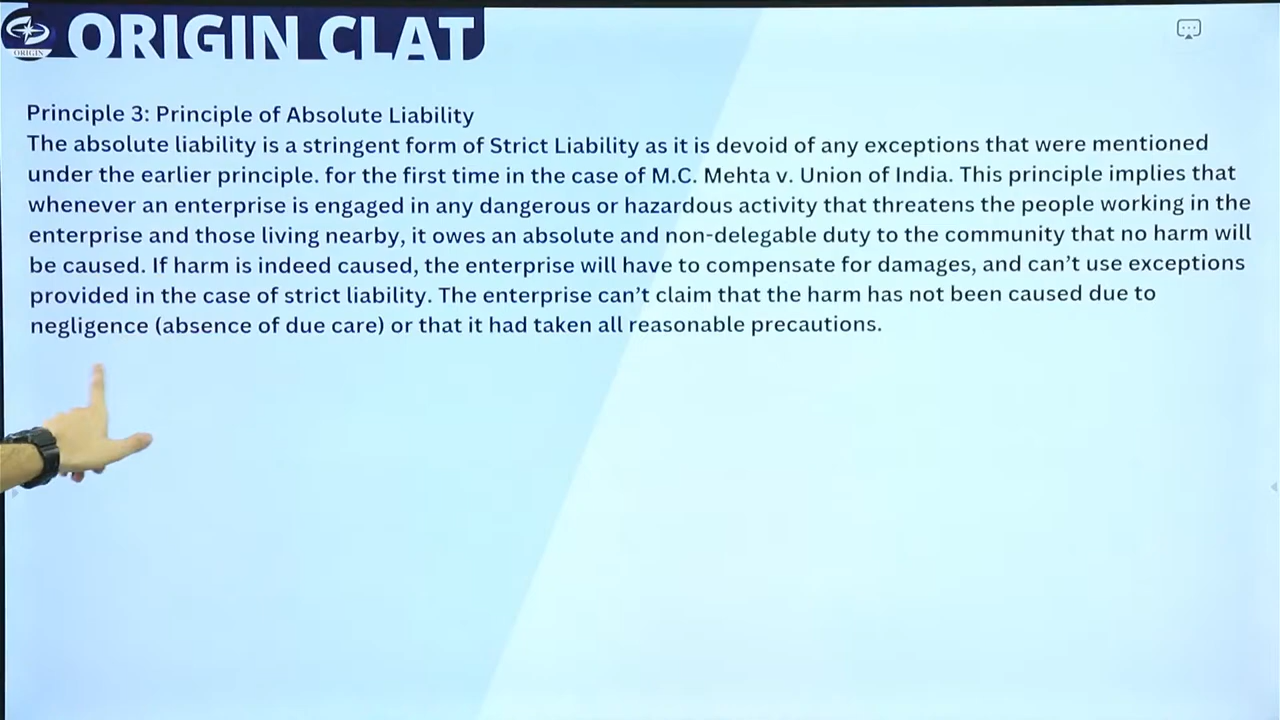 ORIGIN CLAT
ORIGIN
Principle 3: Principle of Absolute Liability
The absolute liability is a stringent form of Strict Liability as it is devoid of any exceptions that were mentioned
under the earlier principle. for the first time in the case of M.C. Mehta v. Union of India. This principle implies that
whenever an enterprise is engaged in any dangerous or hazardous activity that threatens the people working in the
enterprise and those living nearby, it owes an absolute and non-delegable duty to the community that no harm will
be caused. If harm is indeed caused, the enterprise will have to compensate for damages, and can’t use exceptions
provided in the case of strict liability. The enterprise can’t claim that the harm has not been caused due to
negligence (absence of due care) or that it had taken all reasonable precautions.